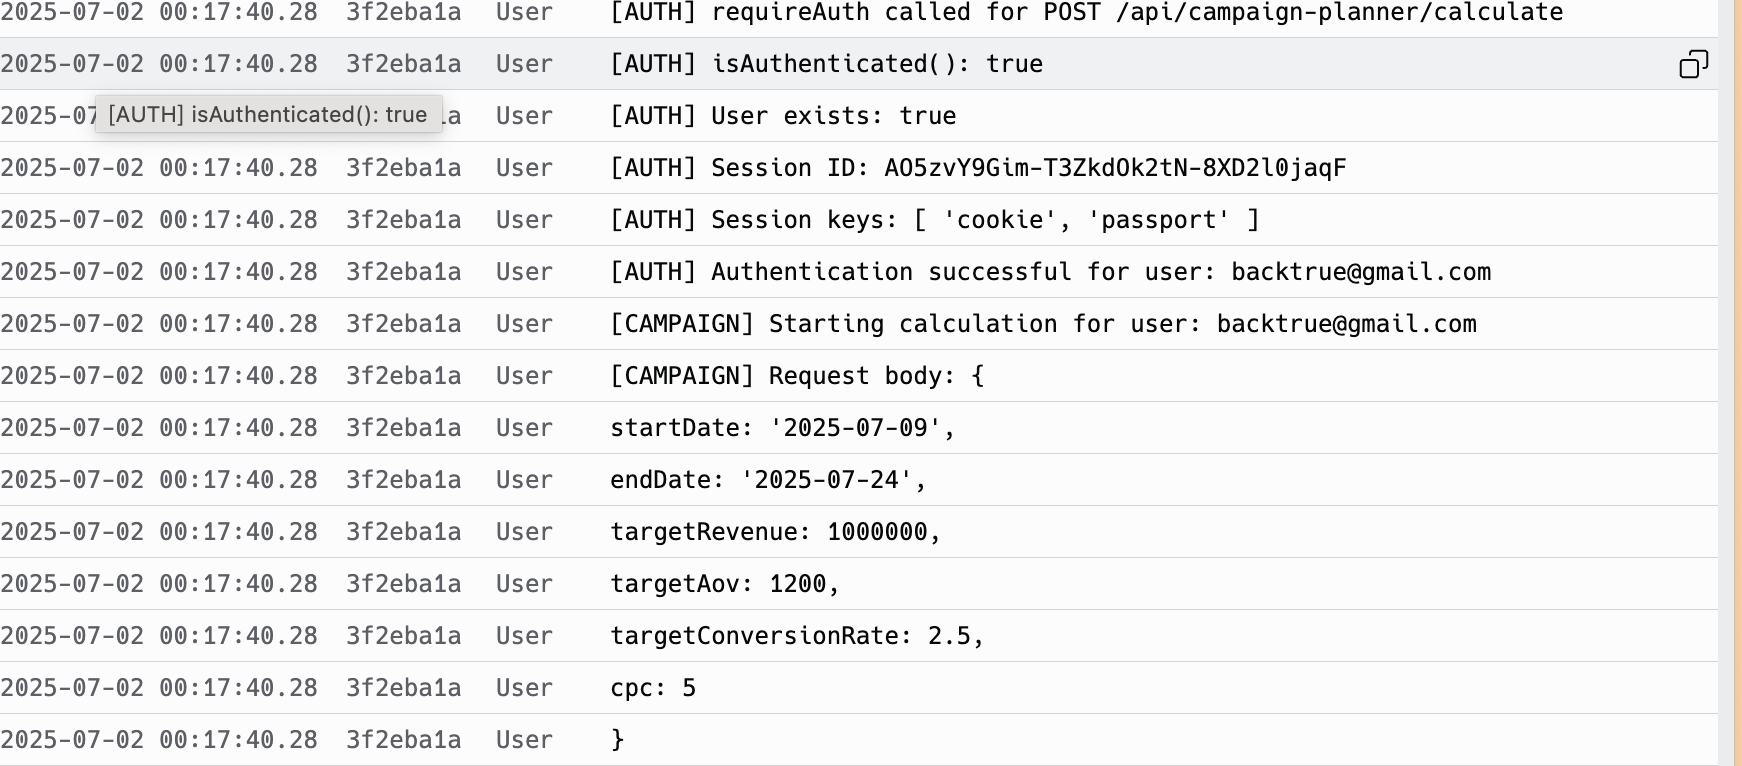 2025-07-02 00:17:40.28 3f2eba1a User [AUTH] requireAuth called for POST /api/campaign-planner/calculate
2025-07-02 00:17:40.28 3f2eba1a User [AUTH] isAuthenticated(): true
2025-07 [AUTH] isAuthenticated(): true 1a User [AUTH] User exists: true
2025-07-02 00:17:40.28 3f2eba1a User [AUTH] Session ID: AO5zvY9Gim-T3ZkdOk2tN-8XD2l0jaqF
2025-07-02 00:17:40.28 3f2eba1a User [AUTH] Session keys: [ 'cookie', 'passport' ]
2025-07-02 00:17:40.28 3f2eba1a User [AUTH] Authentication successful for user: backtrue@gmail.com
2025-07-02 00:17:40.28 3f2eba1a User [CAMPAIGN] Starting calculation for user: backtrue@gmail.com
2025-07-02 00:17:40.28 3f2eba1a User [CAMPAIGN] Request body: {
2025-07-02 00:17:40.28 3f2eba1a User startDate: '2025-07-09',
2025-07-02 00:17:40.28 3f2eba1a User endDate: '2025-07-24',
2025-07-02 00:17:40.28 3f2eba1a User targetRevenue: 1000000,
2025-07-02 00:17:40.28 3f2eba1a User targetAov: 1200,
2025-07-02 00:17:40.28 3f2eba1a User targetConversionRate: 2.5,
2025-07-02 00:17:40.28 3f2eba1a User cpc: 5
2025-07-02 00:17:40.28 3f2eba1a User }